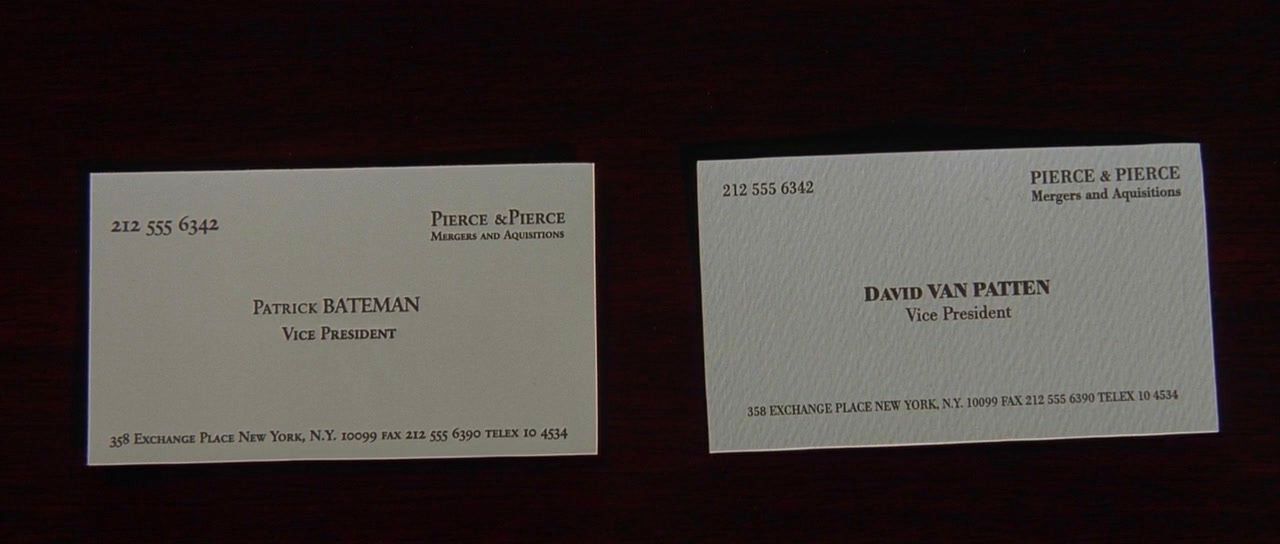 212 555 6342
PIERCE &PIERCE
MERGERS AND AQUISITIONS
PATRICK BATEMAN
VICE PRESIDENT
358 EXCHANGE PLACE NEW YORK, N.Y. 10099 FAX 212 555 6390 TELEX 10 4534
212 555 6342
PIERCE & PIERCE
Mergers and Aquisitions
DAVID VAN PATTEN
Vice President
358 EXCHANGE PLACE NEW YORK, N.Y. 10099 FAX 212 555 6390 TELEX 10 4534